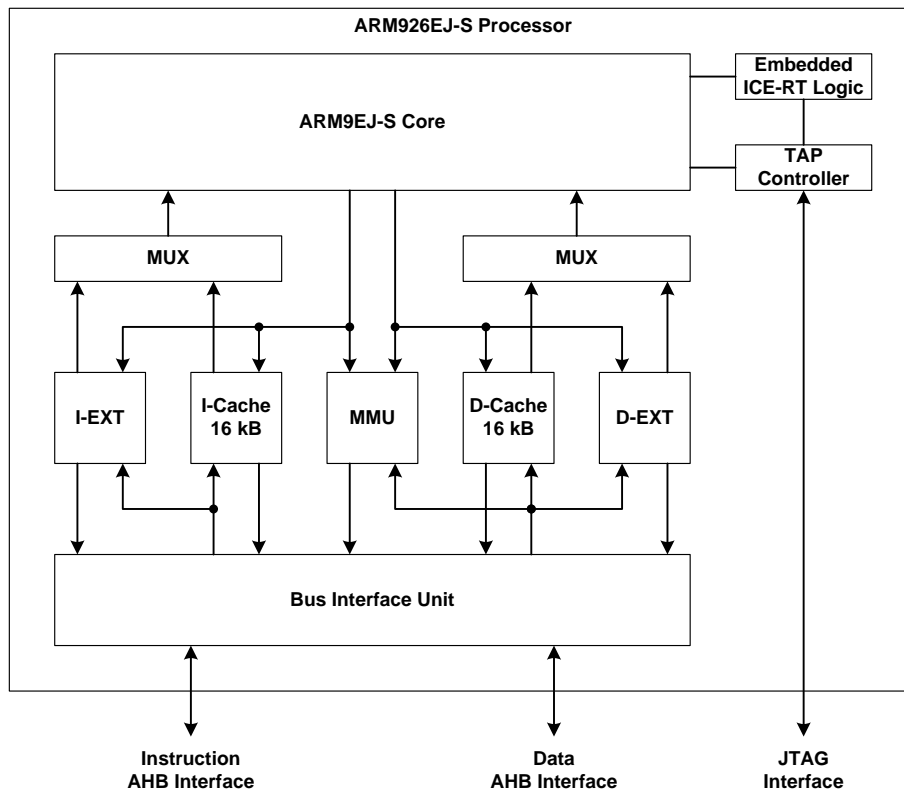 ARM926EJ-S Processor
Embedded
ICE-RT Logic
ARM9EJ-S Core
TAP
Controller
MUX
MUX
I-EXT
I-Cache
16 kB
MMU
D-Cache
16 kB
D-EXT
Bus Interface Unit
Instruction
AHB Interface
Data
AHB Interface
JTAG
Interface